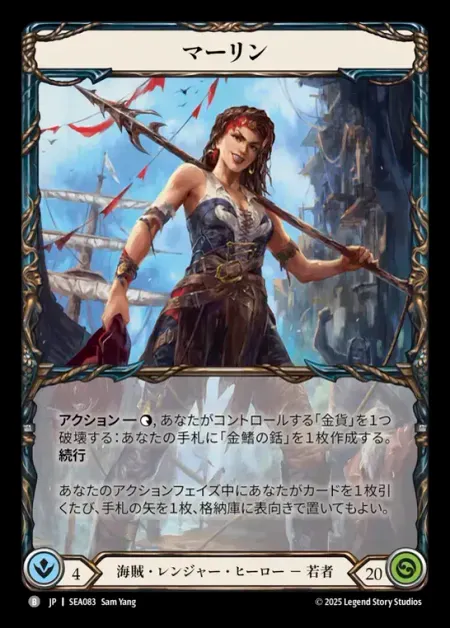 マーリン
アクション ー , あなたがコントロールする「金貨」を1つ
破壊する：あなたの手札に「金鰭の銛」を1枚作成する。
続行
あなたのアクションフェイズ中にあなたがカードを1枚引
くたび、手札の矢を1枚、格納庫に表向きで置いてもよい。
4
海賊・レンジャー・ヒーロー － 若者
20
B JP | SEA083 Sam Yang
© 2025 Legend Story Studios